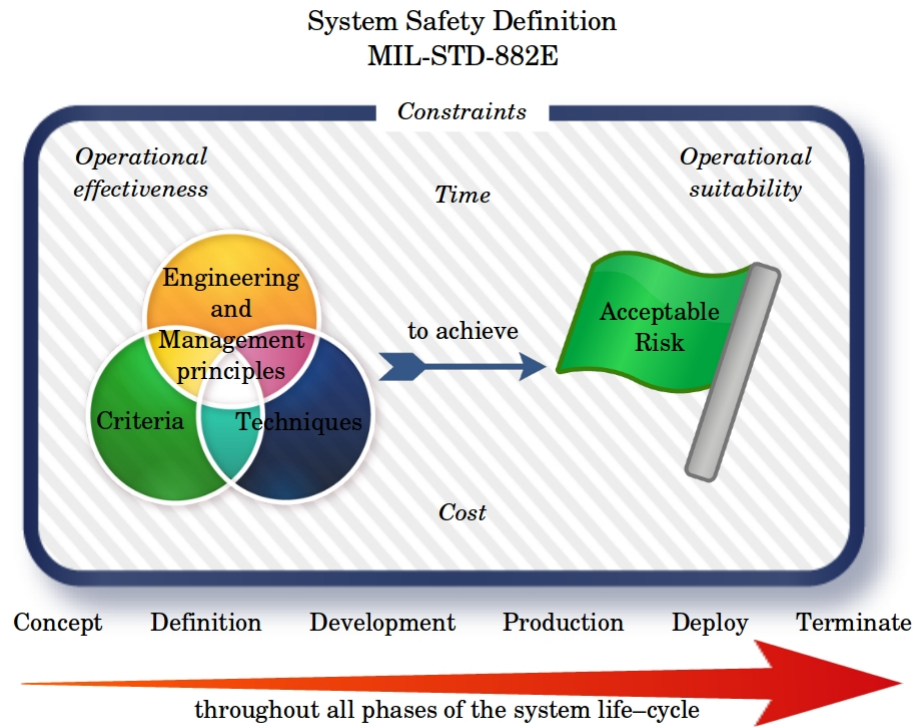 System Safety Definition
MIL-STD-882E
Constraints
Operational
effectiveness
Time
Operational
suitability
Engineering
and
Management
principles
Criteria
Techniques
to achieve
Acceptable
Risk
Cost
Concept Definition Development Production Deploy Terminate
throughout all phases of the system life–cycle